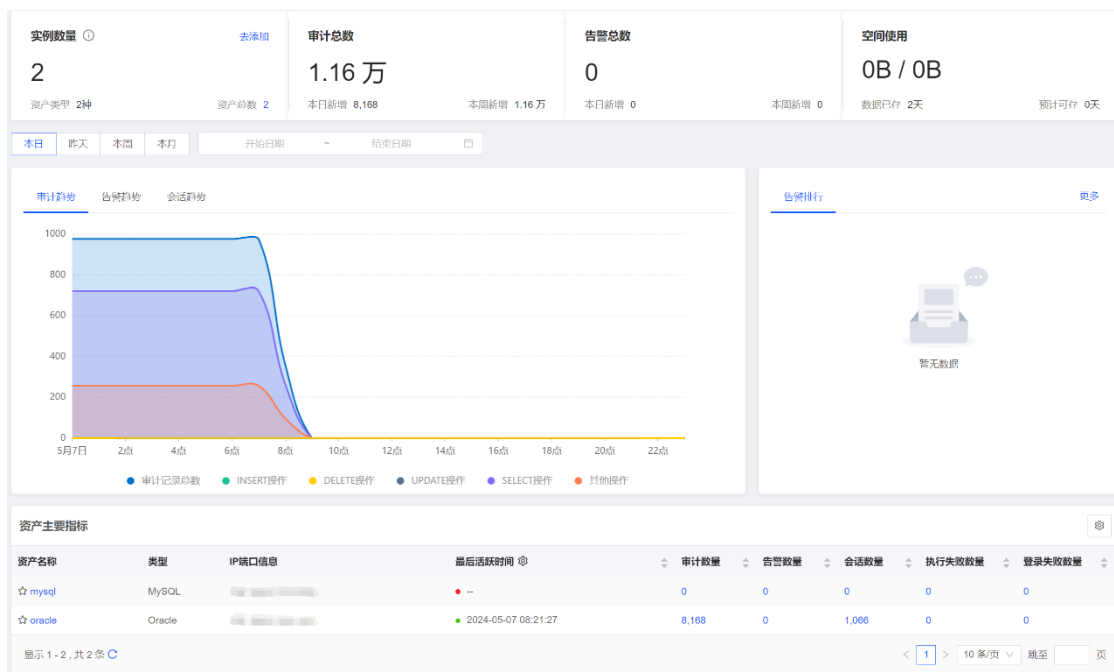 实例数量 去添加 审计总数 告警总数 空间使用
2 1.16 万 0 0B / 0B
资产类型 2种 资产总数 2 本日新增 8,168 本周新增 1.16 万 本日新增 0 本周新增 0 数据已存 2天 预计可存 0天
本日 昨天 本周 本月 开始日期 ~ 结束日期
审计趋势 告警趋势 会话趋势 告警排行 更多
1000
800
600
400
200
0
暂无数据
5月7日 2点 4点 6点 8点 10点 12点 14点 16点 18点 20点 22点
审计记录总数 INSERT操作 DELETE操作 UPDATE操作 SELECT操作 其他操作
资产主要指标
资产名称 类型 IP端口信息 最后活跃时间 审计数量 告警数量 会话数量 执行失败数量 登录失败数量
mysql MySQL -- 0 0 0 0 0
oracle Oracle 2024-05-07 08:21:27 8,168 0 1,066 0 0
显示 1 - 2 , 共 2 条 < 1 > 10 条/页 跳至 页